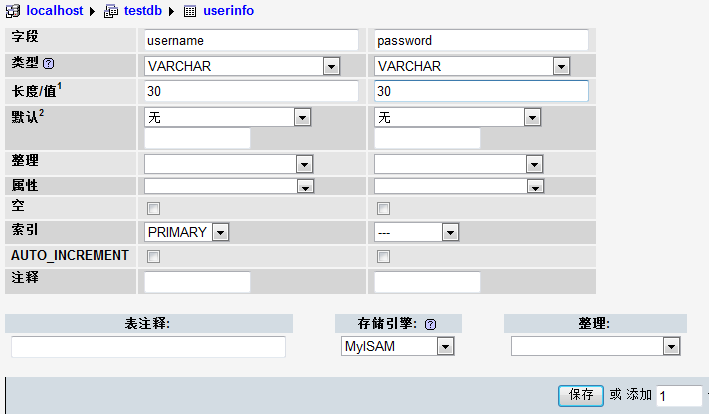 localhost ▶ testdb ▶ userinfo
字段 username password
类型 VARCHAR VARCHAR
长度/值1 30 30
默认2 无 无
整理
属性
空
索引 PRIMARY ---
AUTO_INCREMENT
注释
表注释: 存储引擎: 整理:
MyISAM
保存 或 添加 1